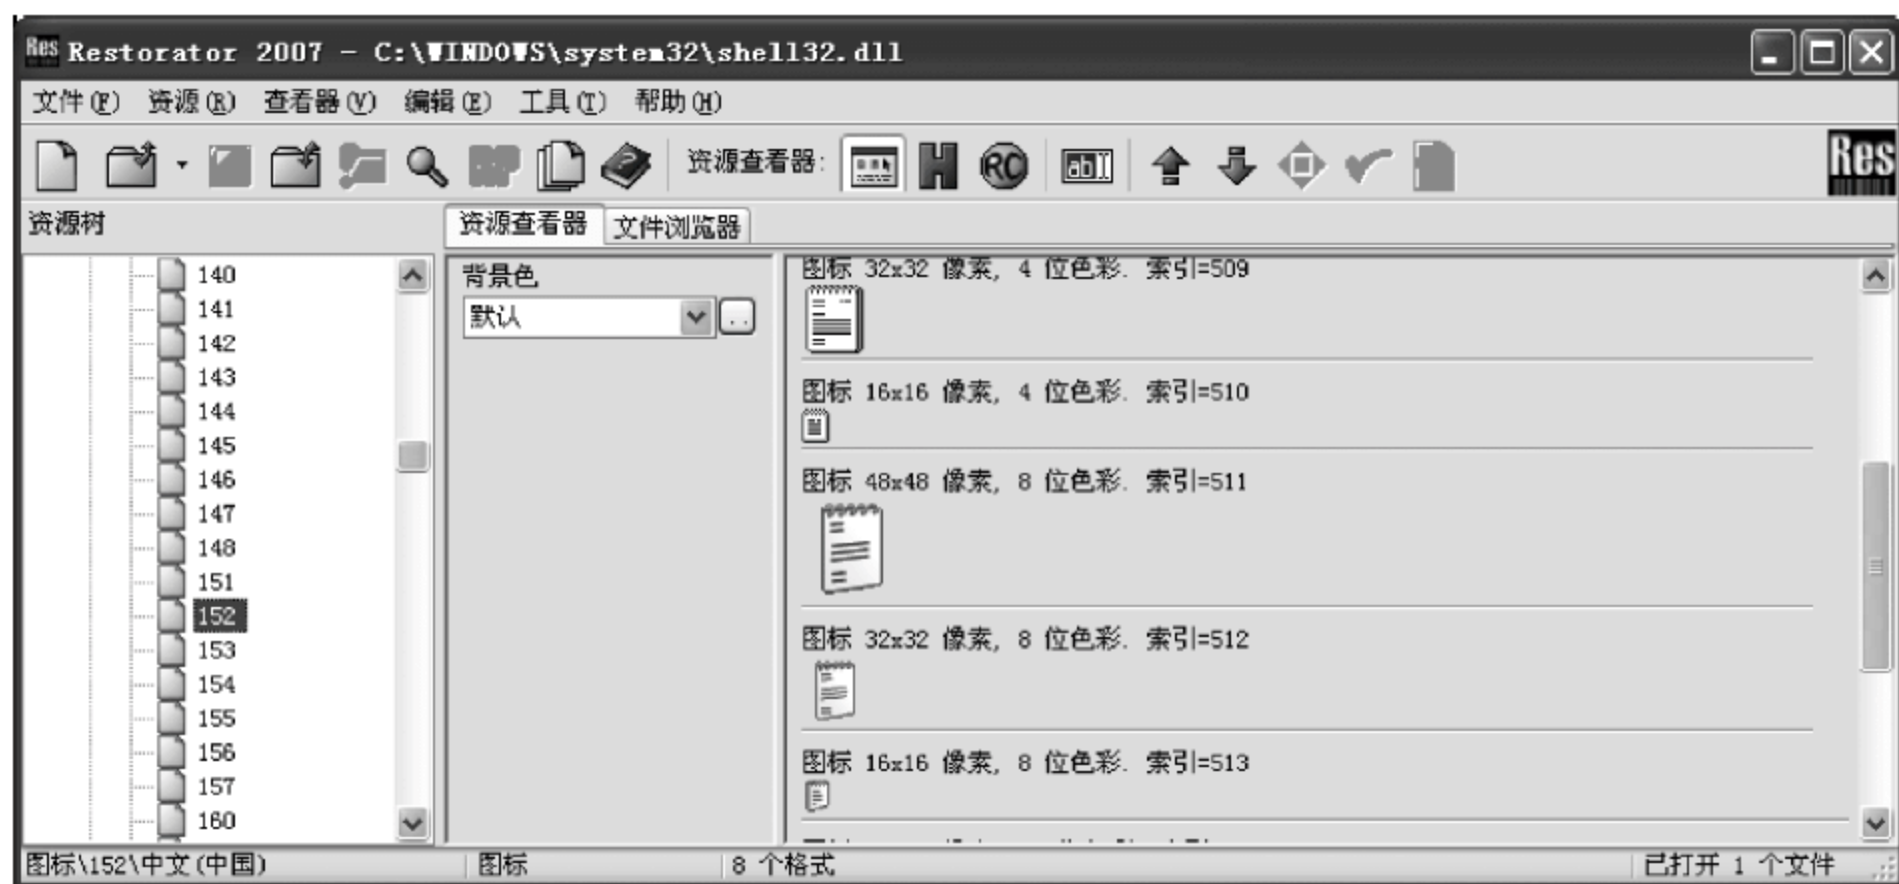 Res Restorator 2007 - C:\WINDOWS\system32\shell32.dll
文件(F) 资源(R) 查看器(V) 编辑(E) 工具(T) 帮助(H)
资源查看器: RC abI Res
资源树
资源查看器 文件浏览器
140
141
142
143
144
145
146
147
148
151
152
153
154
155
156
157
160
背景色
默认
..
图标 32x32 像素, 4 位色彩. 索引=509
图标 16x16 像素, 4 位色彩. 索引=510
图标 48x48 像素, 8 位色彩. 索引=511
图标 32x32 像素, 8 位色彩. 索引=512
图标 16x16 像素, 8 位色彩. 索引=513
图标\152\中文(中国) 图标 8 个格式 已打开 1 个文件